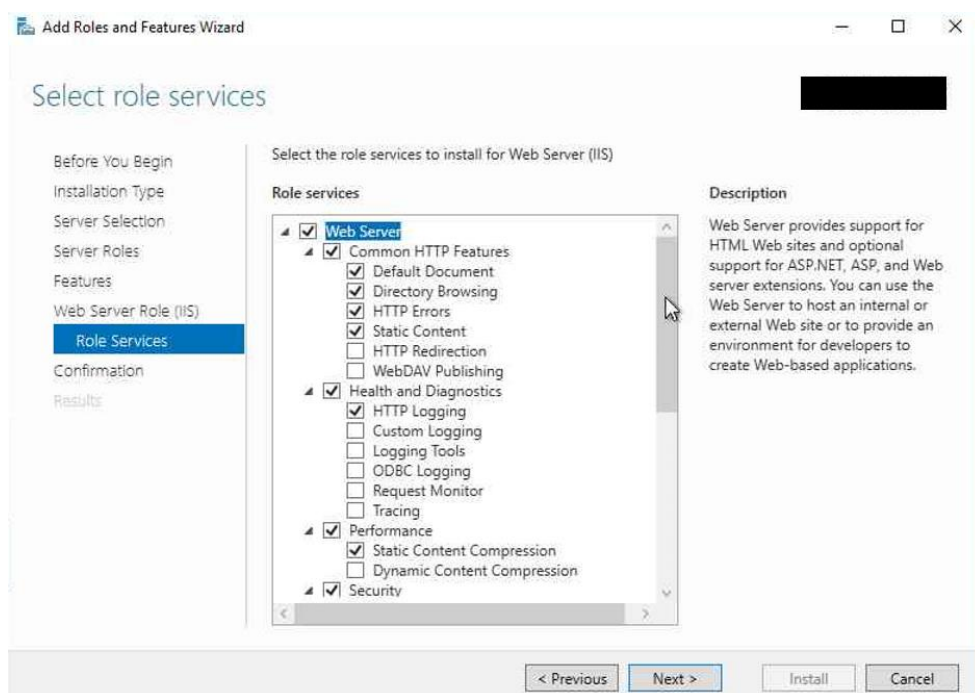 Add Roles and Features Wizard
Select role services
Before You Begin
Installation Type
Server Selection
Server Roles
Features
Web Server Role (IIS)
Role Services
Confirmation
Results
Select the role services to install for Web Server (IIS)
Role services
Web Server
Common HTTP Features
Default Document
Directory Browsing
HTTP Errors
Static Content
HTTP Redirection
WebDAV Publishing
Health and Diagnostics
HTTP Logging
Custom Logging
Logging Tools
ODBC Logging
Request Monitor
Tracing
Performance
Static Content Compression
Dynamic Content Compression
Security
Description
Web Server provides support for
HTML Web sites and optional
support for ASP.NET, ASP, and Web
server extensions. You can use the
Web Server to host an internal or
external Web site or to provide an
environment for developers to
create Web-based applications.
< Previous
Next >
Install
Cancel